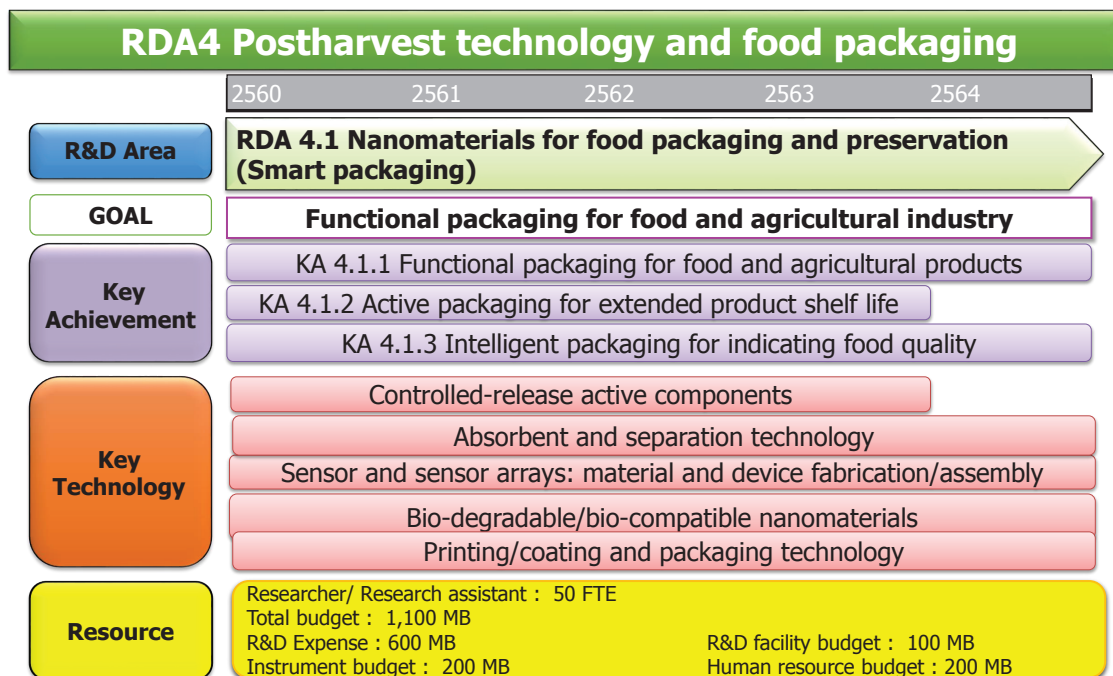 RDA4 Postharvest technology and food packaging
2560 2561 2562 2563 2564
R&D Area
RDA 4.1 Nanomaterials for food packaging and preservation
(Smart packaging)
GOAL
Functional packaging for food and agricultural industry
Key
Achievement
KA 4.1.1 Functional packaging for food and agricultural products
KA 4.1.2 Active packaging for extended product shelf life
KA 4.1.3 Intelligent packaging for indicating food quality
Key
Technology
Controlled-release active components
Absorbent and separation technology
Sensor and sensor arrays: material and device fabrication/assembly
Bio-degradable/bio-compatible nanomaterials
Printing/coating and packaging technology
Resource
Researcher/ Research assistant : 50 FTE
Total budget : 1,100 MB
R&D Expense : 600 MB R&D facility budget : 100 MB
Instrument budget : 200 MB Human resource budget : 200 MB